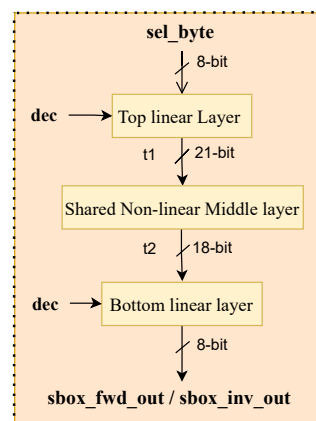 sel_byte
8-bit
dec
Top linear Layer
t1
21-bit
Shared Non-linear Middle layer
t2
18-bit
dec
Bottom linear layer
8-bit
sbox_fwd_out / sbox_inv_out